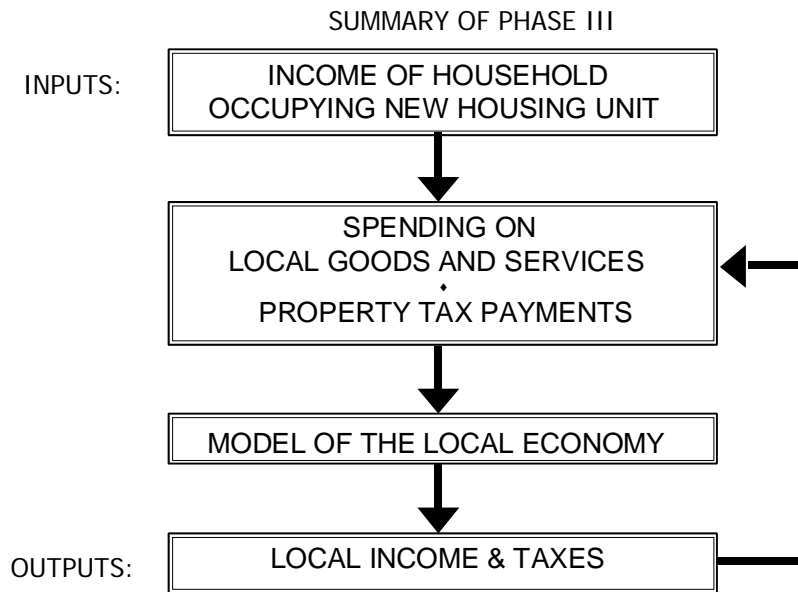 SUMMARY OF PHASE III
INPUTS:
INCOME OF HOUSEHOLD
OCCUPYING NEW HOUSING UNIT
SPENDING ON
LOCAL GOODS AND SERVICES
♦
PROPERTY TAX PAYMENTS
MODEL OF THE LOCAL ECONOMY
OUTPUTS:
LOCAL INCOME & TAXES